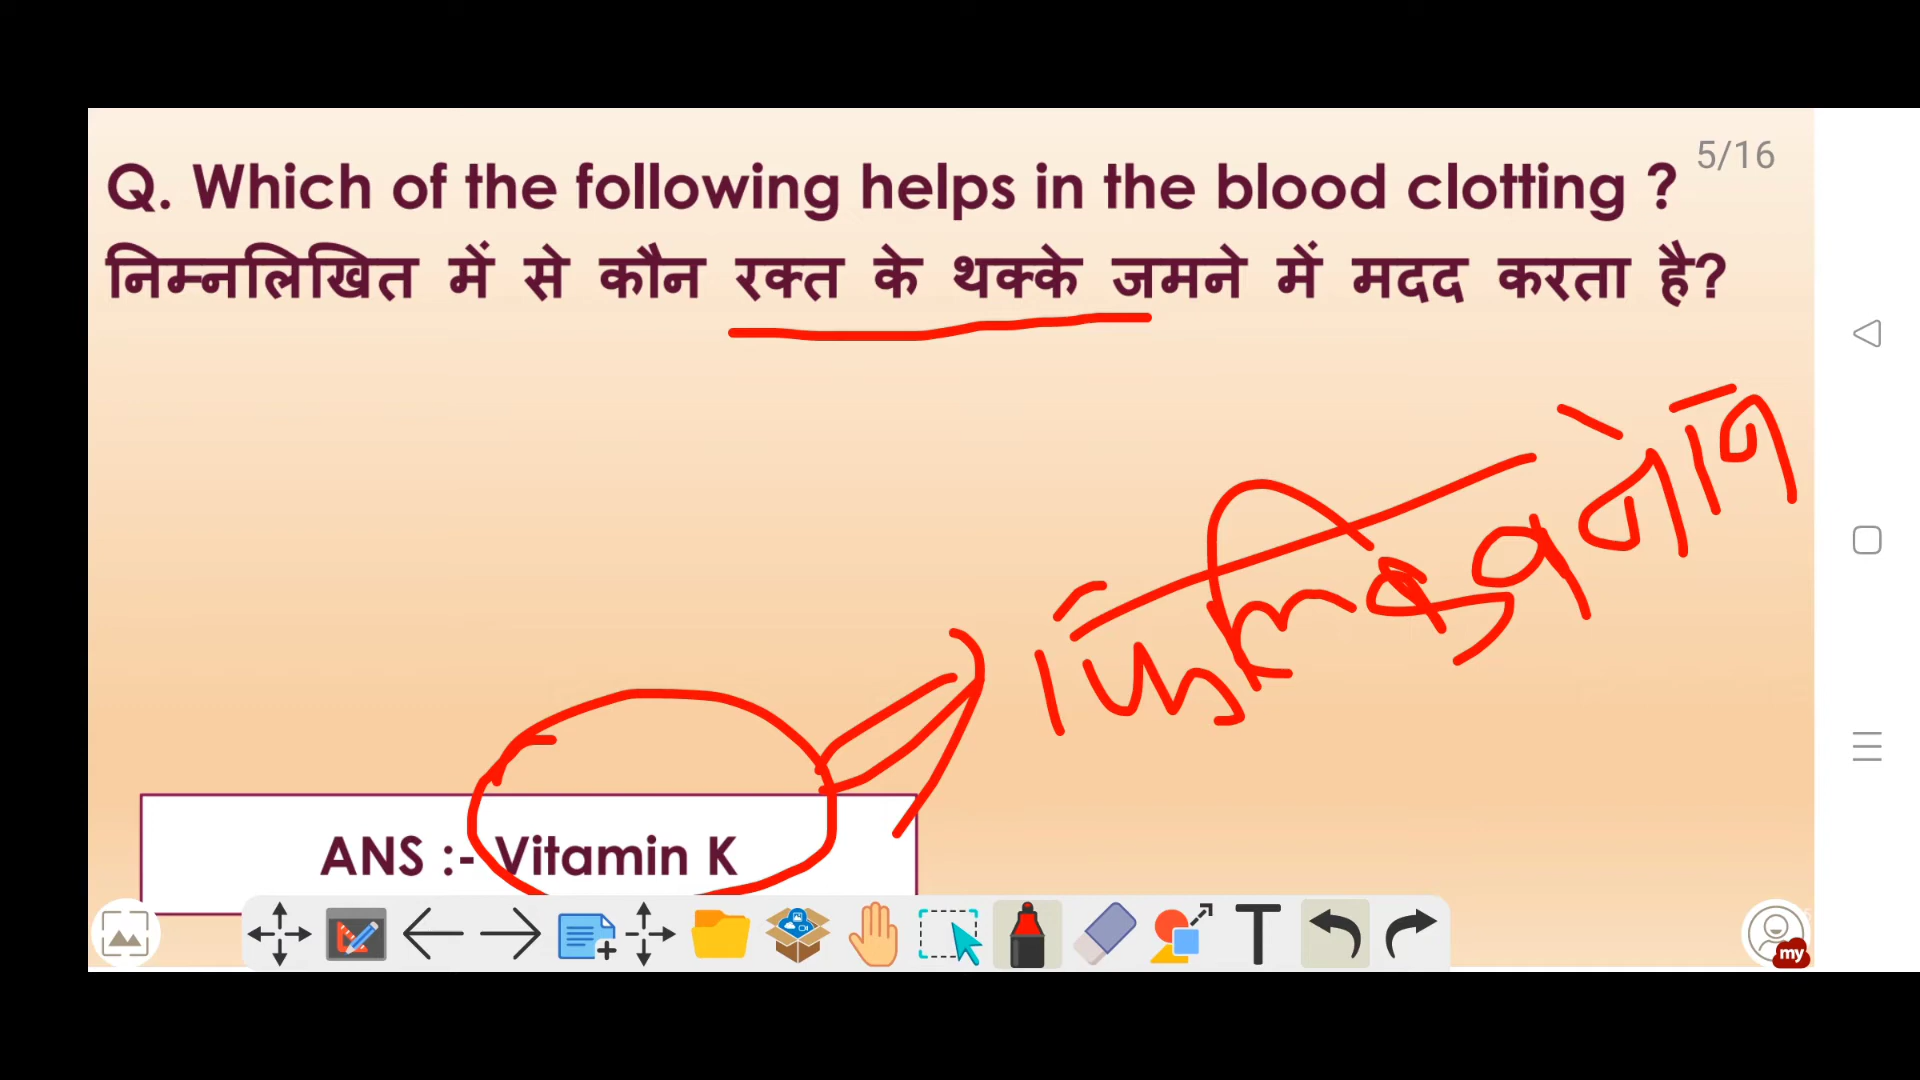 5/16
Q. Which of the following helps in the blood clotting ?
निम्नलिखित में से कौन रक्त के थक्के जमने में मदद करता है?
ANS :- Vitamin K
T
my